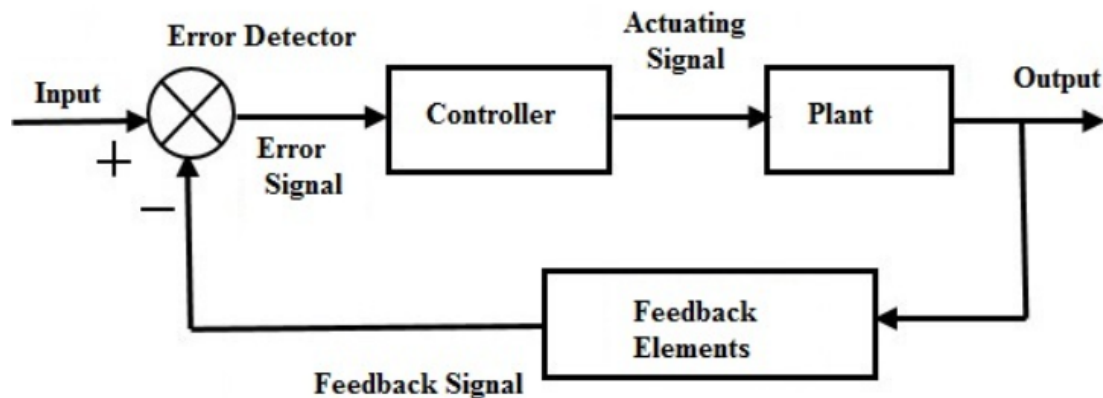 Error Detector
Actuating
Signal
Input
Output
Controller
Plant
+
Error
Signal
−
Feedback
Elements
Feedback Signal